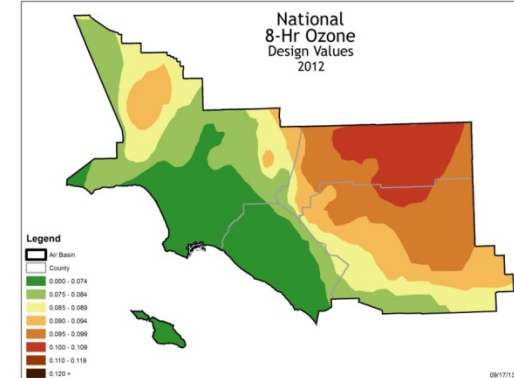 National
8-Hr Ozone
Design Values
2012
Legend
Air Basin
County
0.000 - 0.074
0.075 - 0.084
0.085 - 0.089
0.090 - 0.094
0.095 - 0.099
0.100 - 0.109
0.110 - 0.119
0.120 +
09/17/13